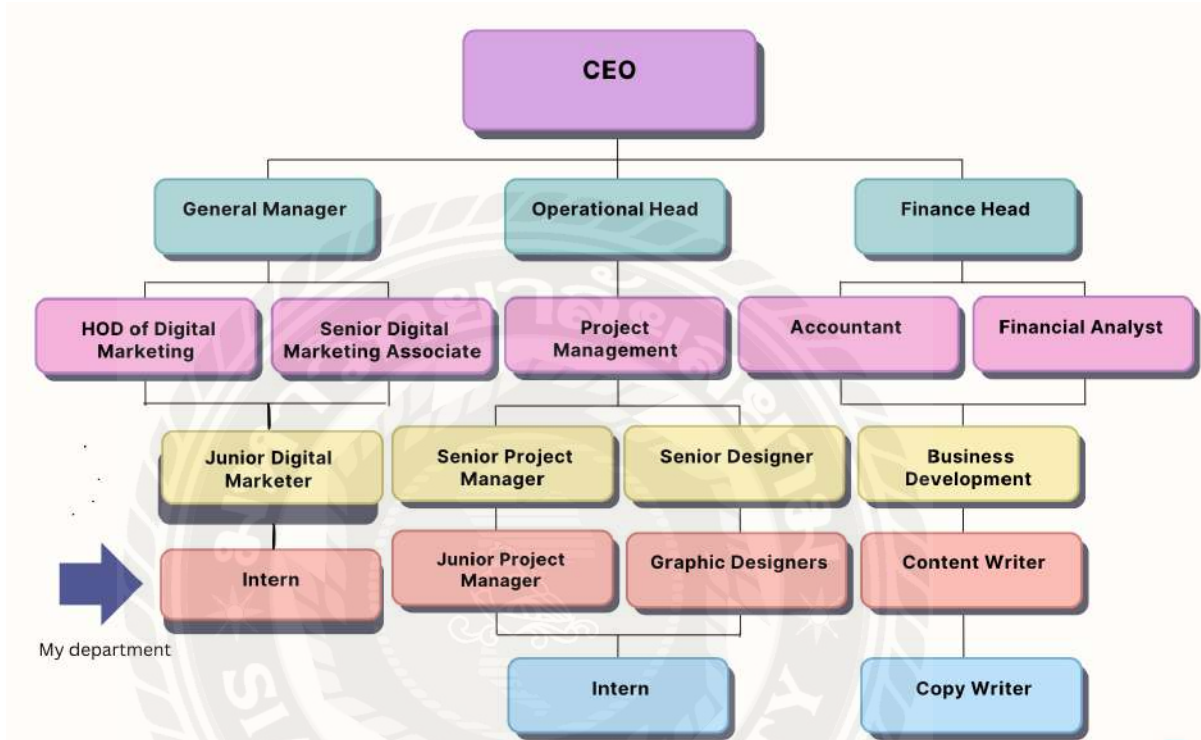 CEO
General Manager
Operational Head
Finance Head
HOD of Digital
Marketing
Senior Digital
Marketing Associate
Project
Management
Accountant
Financial Analyst
Junior Digital
Marketer
Senior Project
Manager
Senior Designer
Business
Development
Intern
Junior Project
Manager
Graphic Designers
Content Writer
My department
Intern
Copy Writer